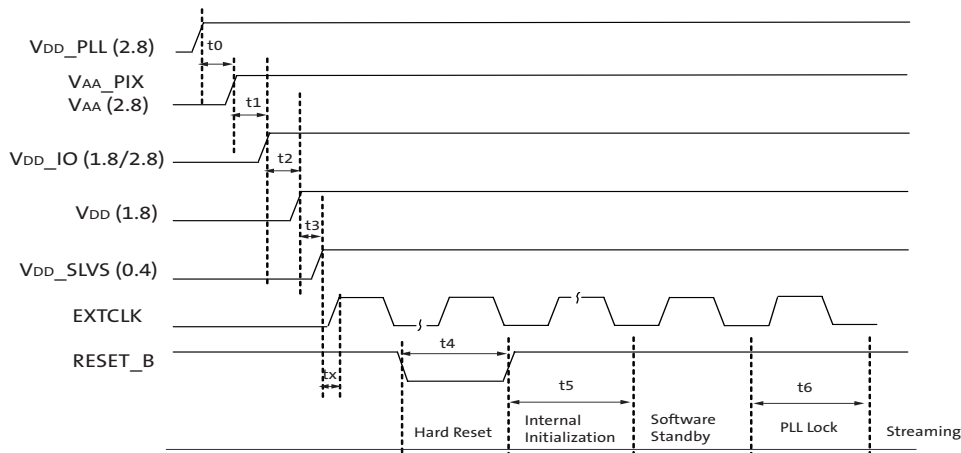 VDD_PLL (2.8)
t0
VAA_PIX
VAA (2.8)
t1
VDD_IO (1.8/2.8)
t2
VDD (1.8)
t3
VDD_SLVS (0.4)
EXTCLK
RESET_B
tx
t4
t5
t6
Hard Reset
Internal
Initialization
Software
Standby
PLL Lock
Streaming